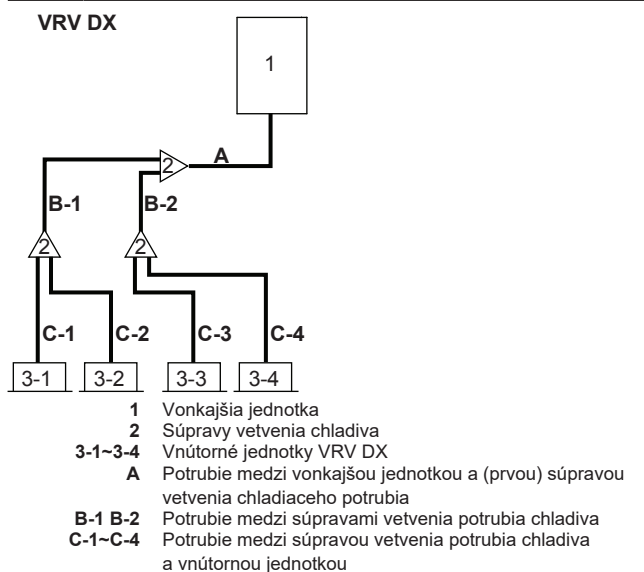 VRV DX
1
2
A
B-1
B-2
2
2
C-1
C-2
C-3
C-4
3-1
3-2
3-3
3-4
1 Vonkajšia jednotka
2 Súpravy vetvenia chladiva
3-1~3-4 Vnútorné jednotky VRV DX
A Potrubie medzi vonkajšou jednotkou a (prvou) súpravou
vetvenia chladiaceho potrubia
B-1 B-2 Potrubie medzi súpravami vetvenia potrubia chladiva
C-1~C-4 Potrubie medzi súpravou vetvenia potrubia chladiva
a vnútornou jednotkou